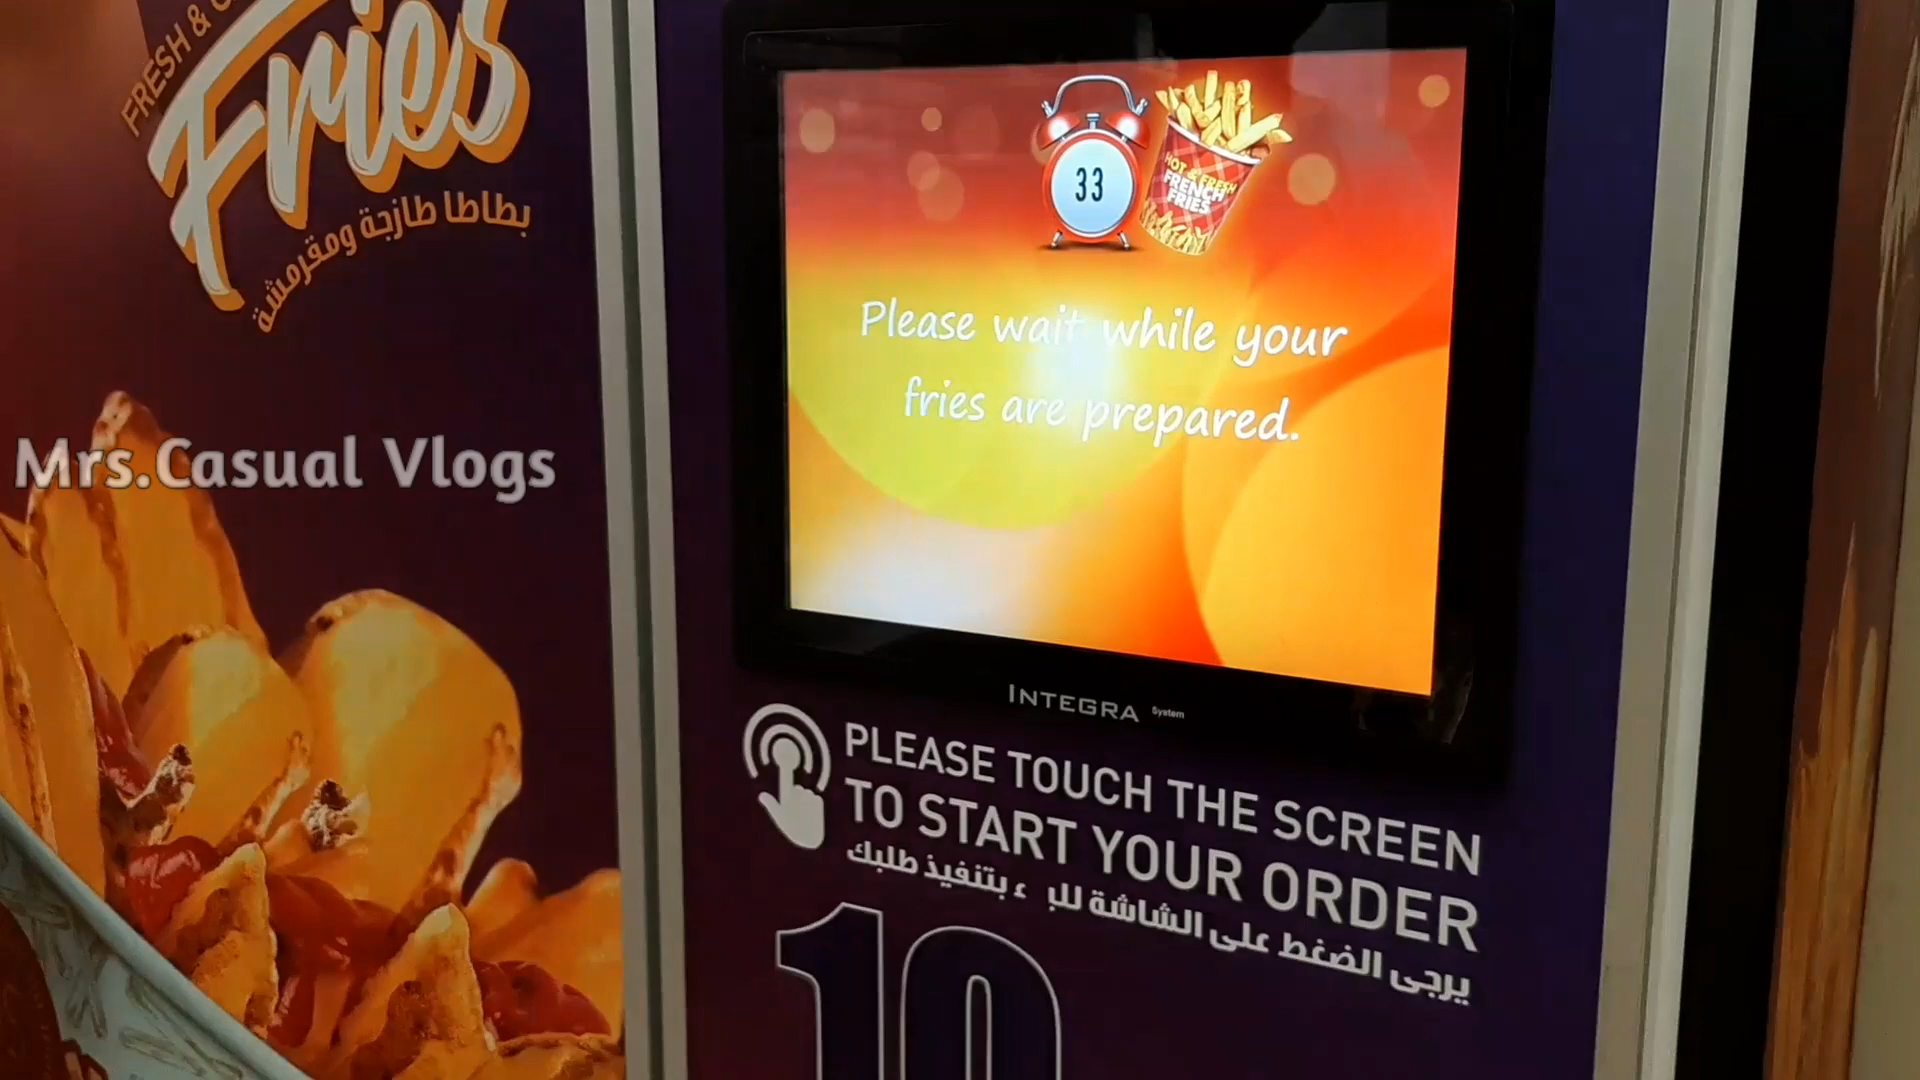 FRESH &
Fries
بطاطا طازجة ومقرمشة
Mrs.Casual Vlogs
33
HOT & FRESH
FRENCH
FRIES
Please wait while your
fries are prepared.
INTEGRA System
PLEASE TOUCH THE SCREEN
TO START YOUR ORDER
يرجى الضغط على الشاشة للب ء بتنفيذ طلبك
10